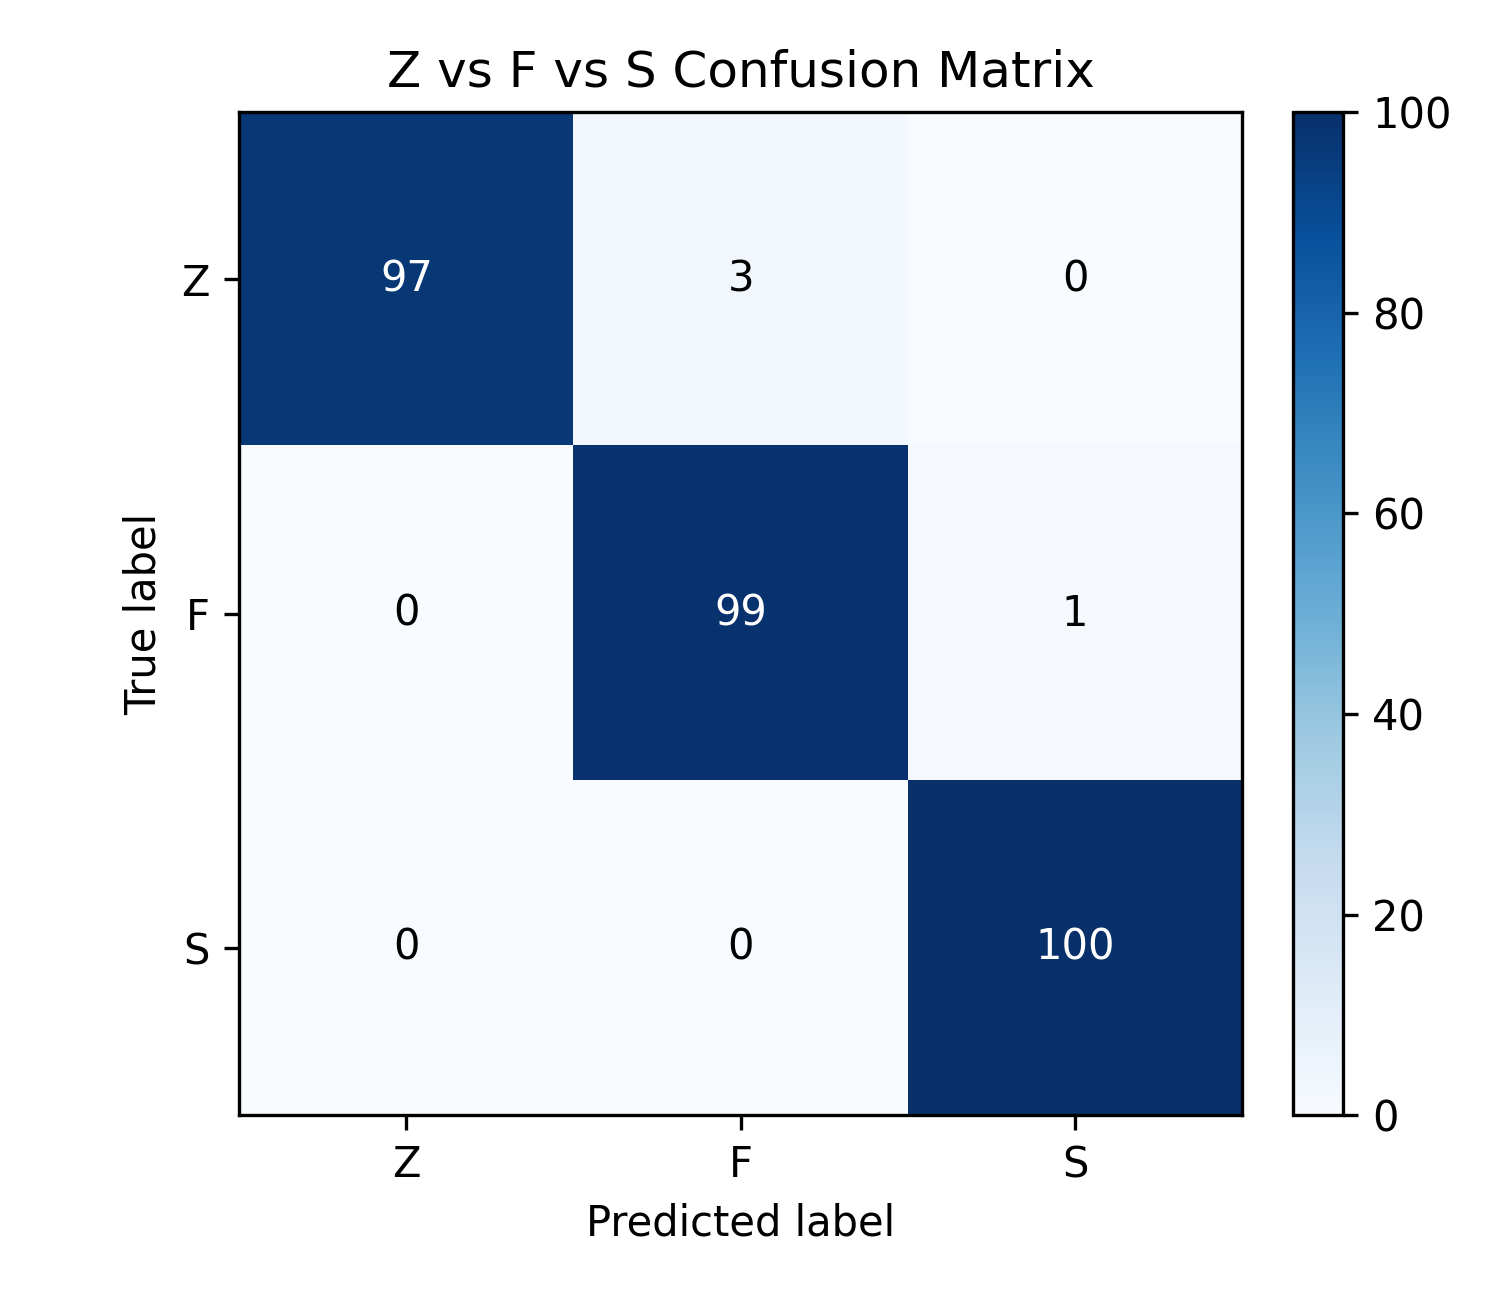 Z vs F vs S Confusion Matrix
Z 97 3 0
F 0 99 1
S 0 0 100
Z F S
Predicted label
True label
100
80
60
40
20
0